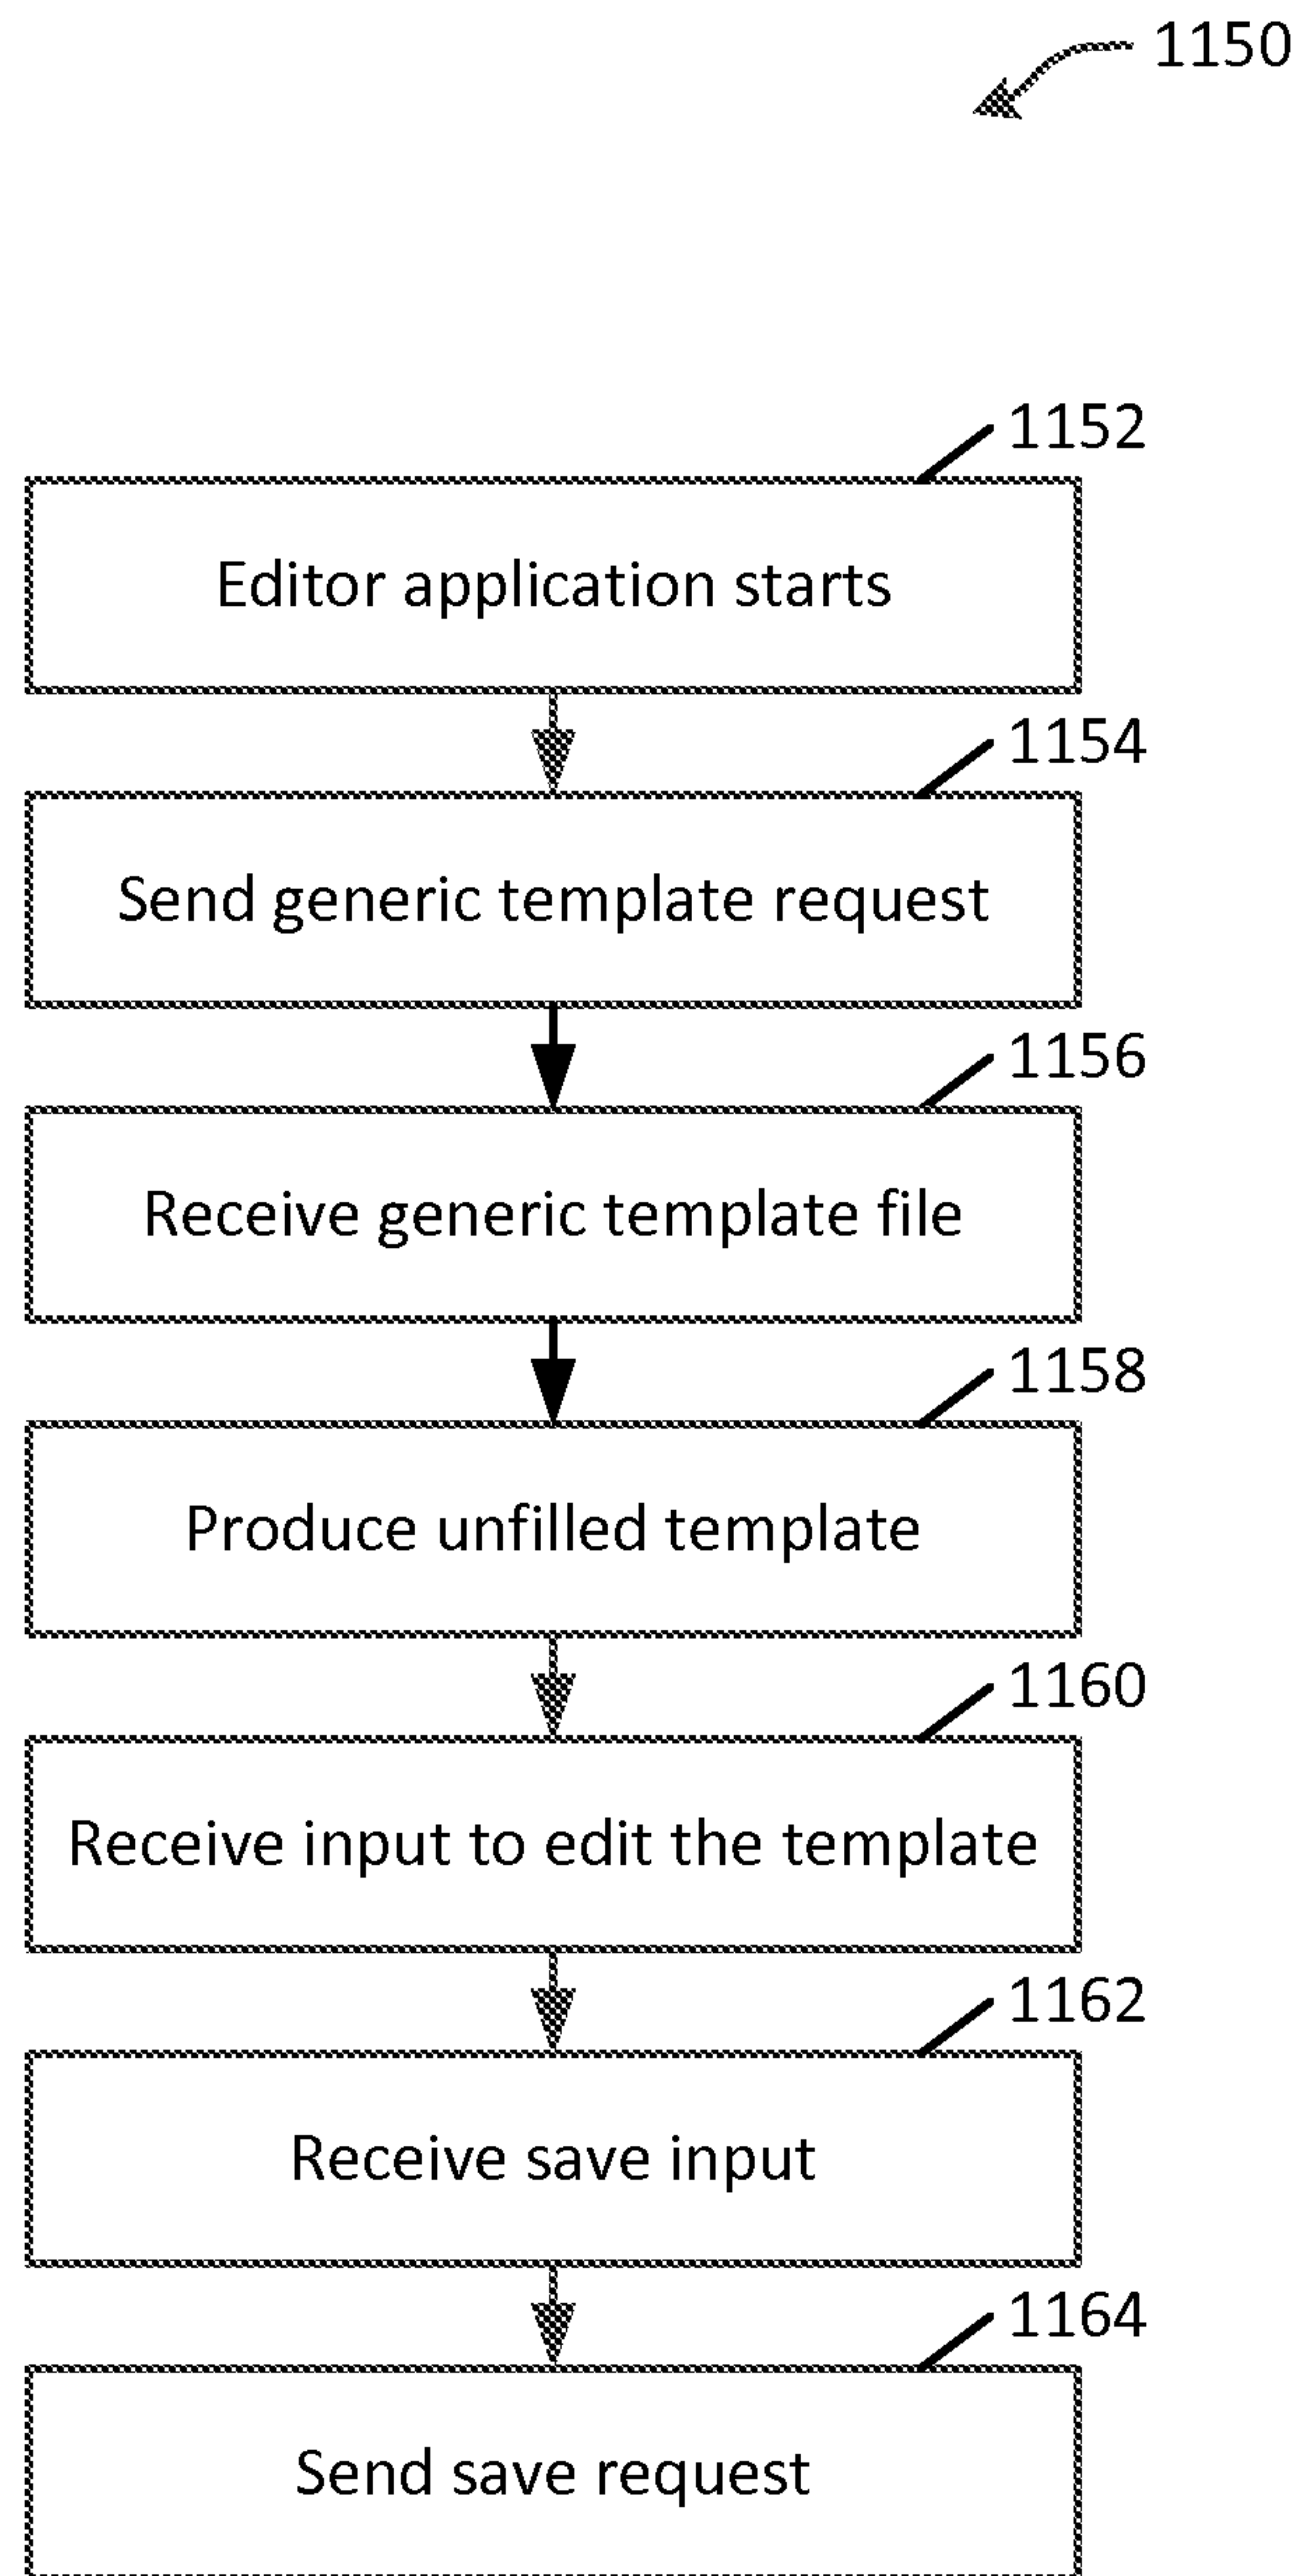 1150
1152
Editor application starts
1154
Send generic template request
1156
Receive generic template file
1158
Produce unfilled template
1160
Receive input to edit the template
1162
Receive save input
1164
Send save request